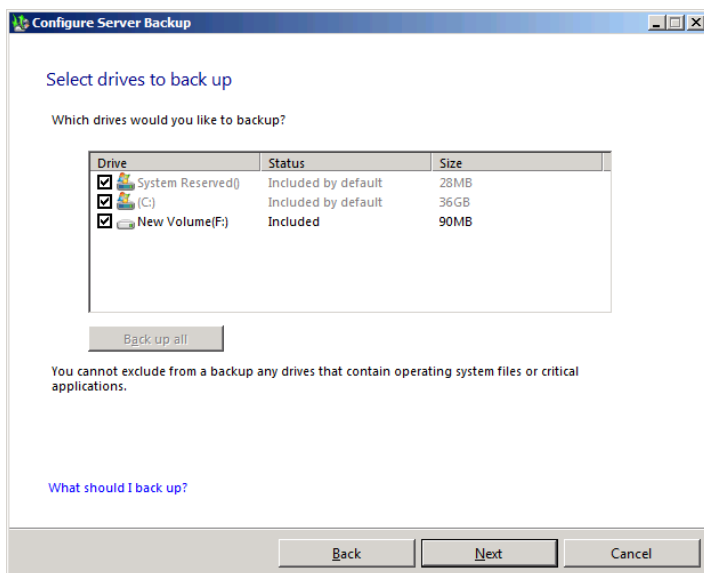 Configure Server Backup
Select drives to back up
Which drives would you like to backup?
Drive Status Size
System Reserved() Included by default 28MB
(C:) Included by default 36GB
New Volume(F:) Included 90MB
Back up all
You cannot exclude from a backup any drives that contain operating system files or critical
applications.
What should I back up?
Back Next Cancel